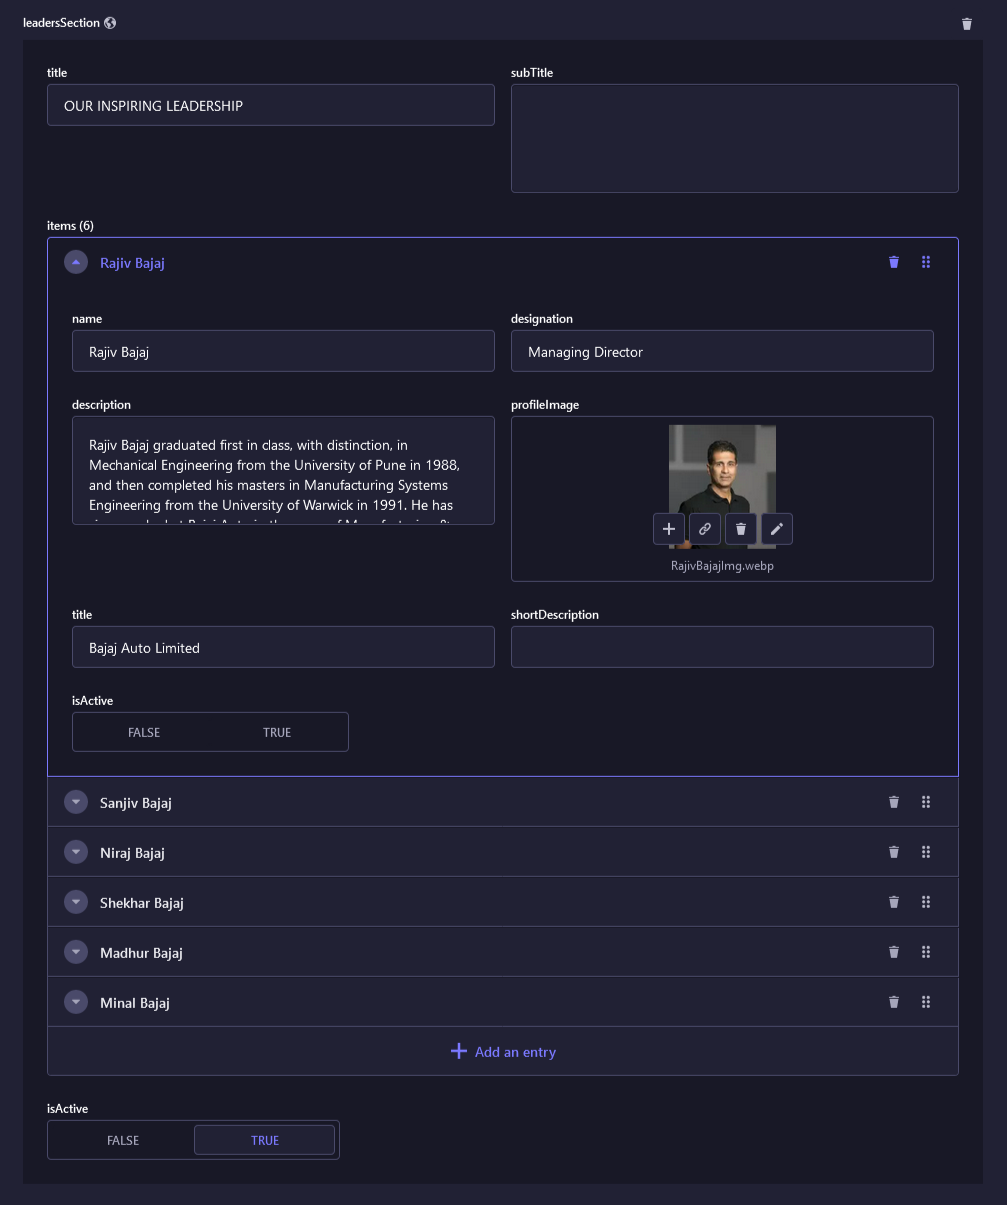 leadersSection
title
subTitle
OUR INSPIRING LEADERSHIP
items (6)
Rajiv Bajaj
name
designation
Rajiv Bajaj
Managing Director
description
profileImage
Rajiv Bajaj graduated first in class, with distinction, in
Mechanical Engineering from the University of Pune in 1988,
and then completed his masters in Manufacturing Systems
Engineering from the University of Warwick in 1991. He has
RajivBajajImg.webp
title
shortDescription
Bajaj Auto Limited
isActive
FALSE TRUE
Sanjiv Bajaj
Niraj Bajaj
Shekhar Bajaj
Madhur Bajaj
Minal Bajaj
Add an entry
isActive
FALSE TRUE